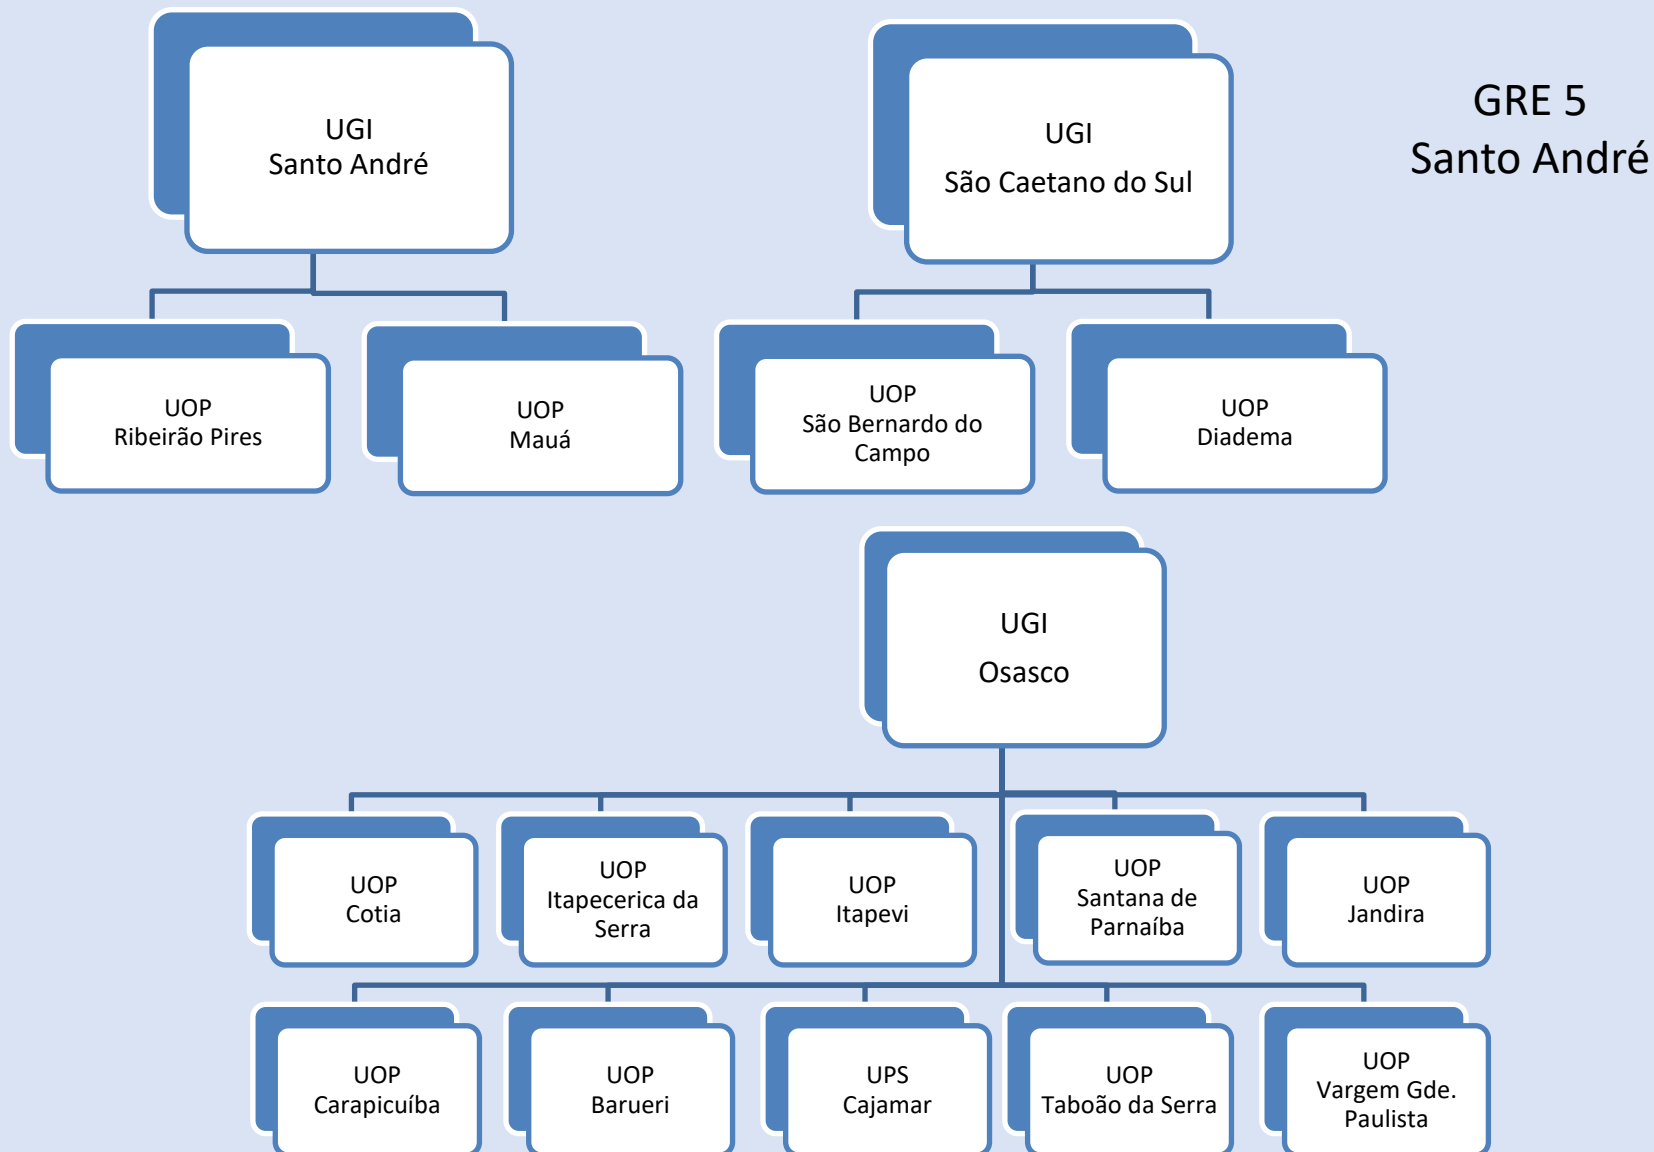 GRE 5
Santo André
UGI
Santo André
UGI
São Caetano do Sul
UOP
Ribeirão Pires
UOP
Mauá
UOP
São Bernardo do
Campo
UOP
Diadema
UGI
Osasco
UOP
Cotia
UOP
Itapecerica da
Serra
UOP
Itapevi
UOP
Santana de
Parnaíba
UOP
Jandira
UOP
Carapicuíba
UOP
Barueri
UPS
Cajamar
UOP
Taboão da Serra
UOP
Vargem Gde.
Paulista